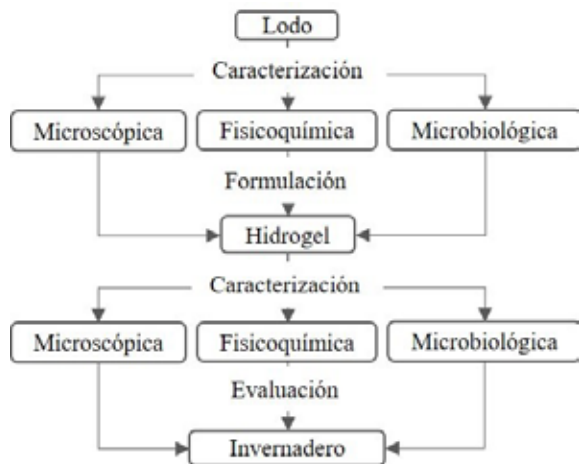 Lodo
Caracterización
Microscópica Fisicoquímica Microbiológica
Formulación
Hidrogel
Caracterización
Microscópica Fisicoquímica Microbiológica
Evaluación
Invernadero